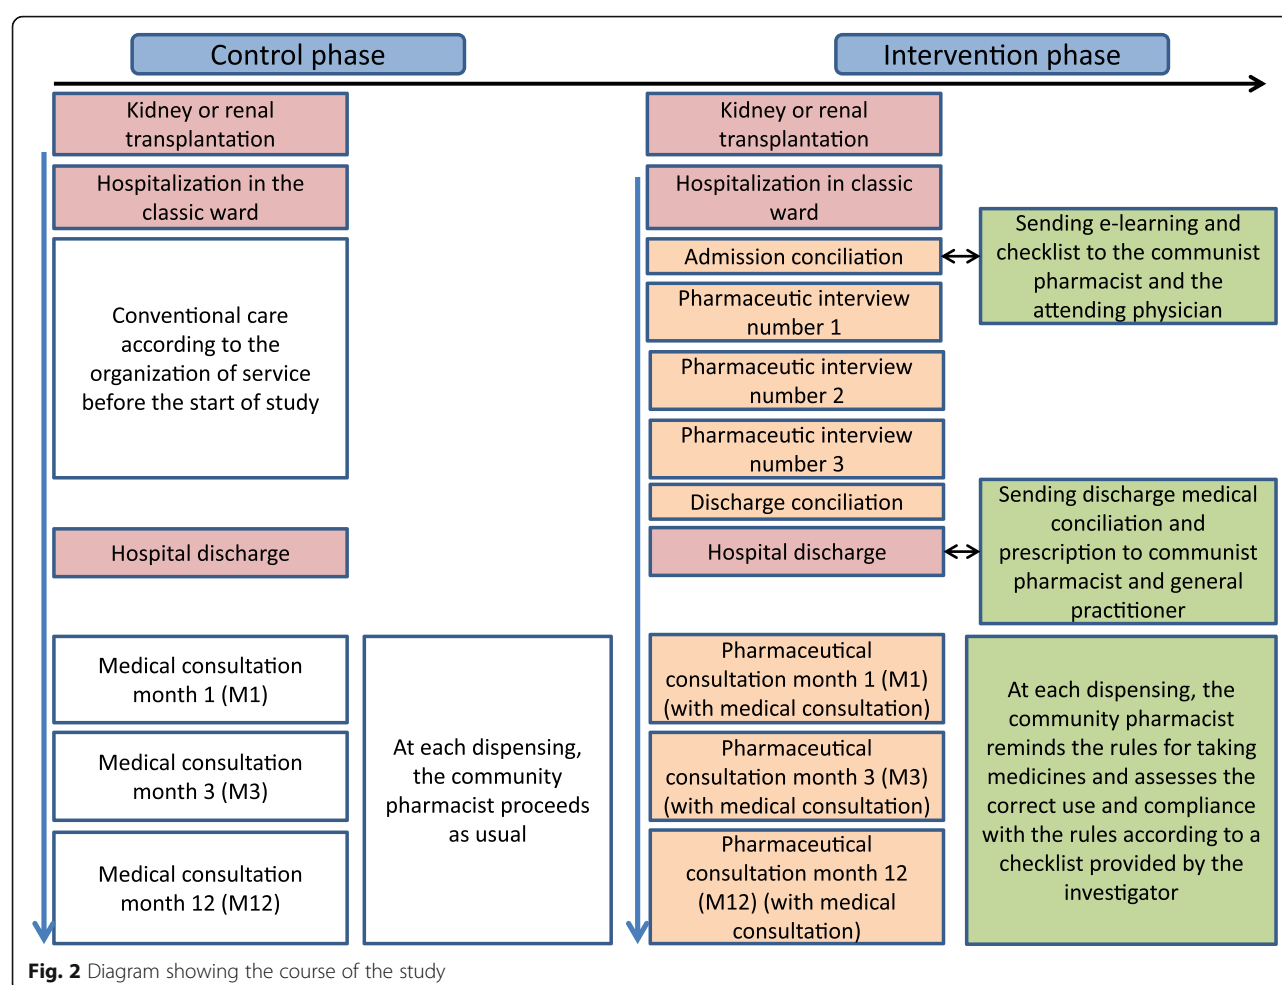 Control phase
Intervention phase
Kidney or renal
transplantation
Hospitalization in the
classic ward
Conventional care
according to the
organization of service
before the start of study
Hospital discharge
Medical consultation
month 1 (M1)
Medical consultation
month 3 (M3)
Medical consultation
month 12 (M12)
At each dispensing,
the community
pharmacist proceeds
as usual
Kidney or renal
transplantation
Hospitalization in classic
ward
Admission conciliation
Sending e-learning and
checklist to the communist
pharmacist and the
attending physician
Pharmaceutic interview
number 1
Pharmaceutic interview
number 2
Pharmaceutic interview
number 3
Discharge conciliation
Hospital discharge
Sending discharge medical
conciliation and
prescription to communist
pharmacist and general
practitioner
Pharmaceutical
consultation month 1 (M1)
(with medical consultation)
Pharmaceutical
consultation month 3 (M3)
(with medical consultation)
Pharmaceutical
consultation month 12
(M12) (with medical
consultation)
At each dispensing, the
community pharmacist
reminds the rules for taking
medicines and assesses the
correct use and compliance
with the rules according to a
checklist provided by the
investigator
Fig. 2 Diagram showing the course of the study